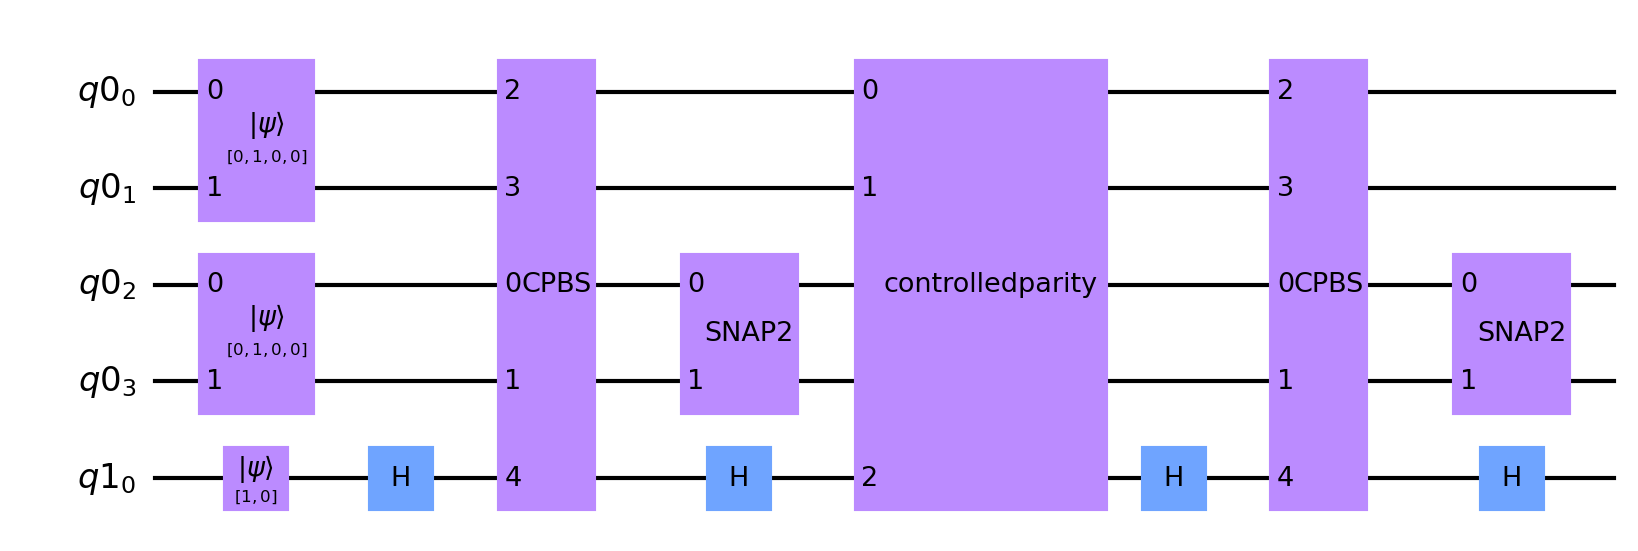 q0₀ 0 2 0 2
|ψ⟩
[0, 1, 0, 0]
q0₁ 1 3 1 3
q0₂ 0 0CPBS 0 controlledparity 0CPBS 0
|ψ⟩ SNAP2 SNAP2
[0, 1, 0, 0]
q0₃ 1 1 1 1 1
q1₀ |ψ⟩ H 4 H 2 H 4 H
[1, 0]